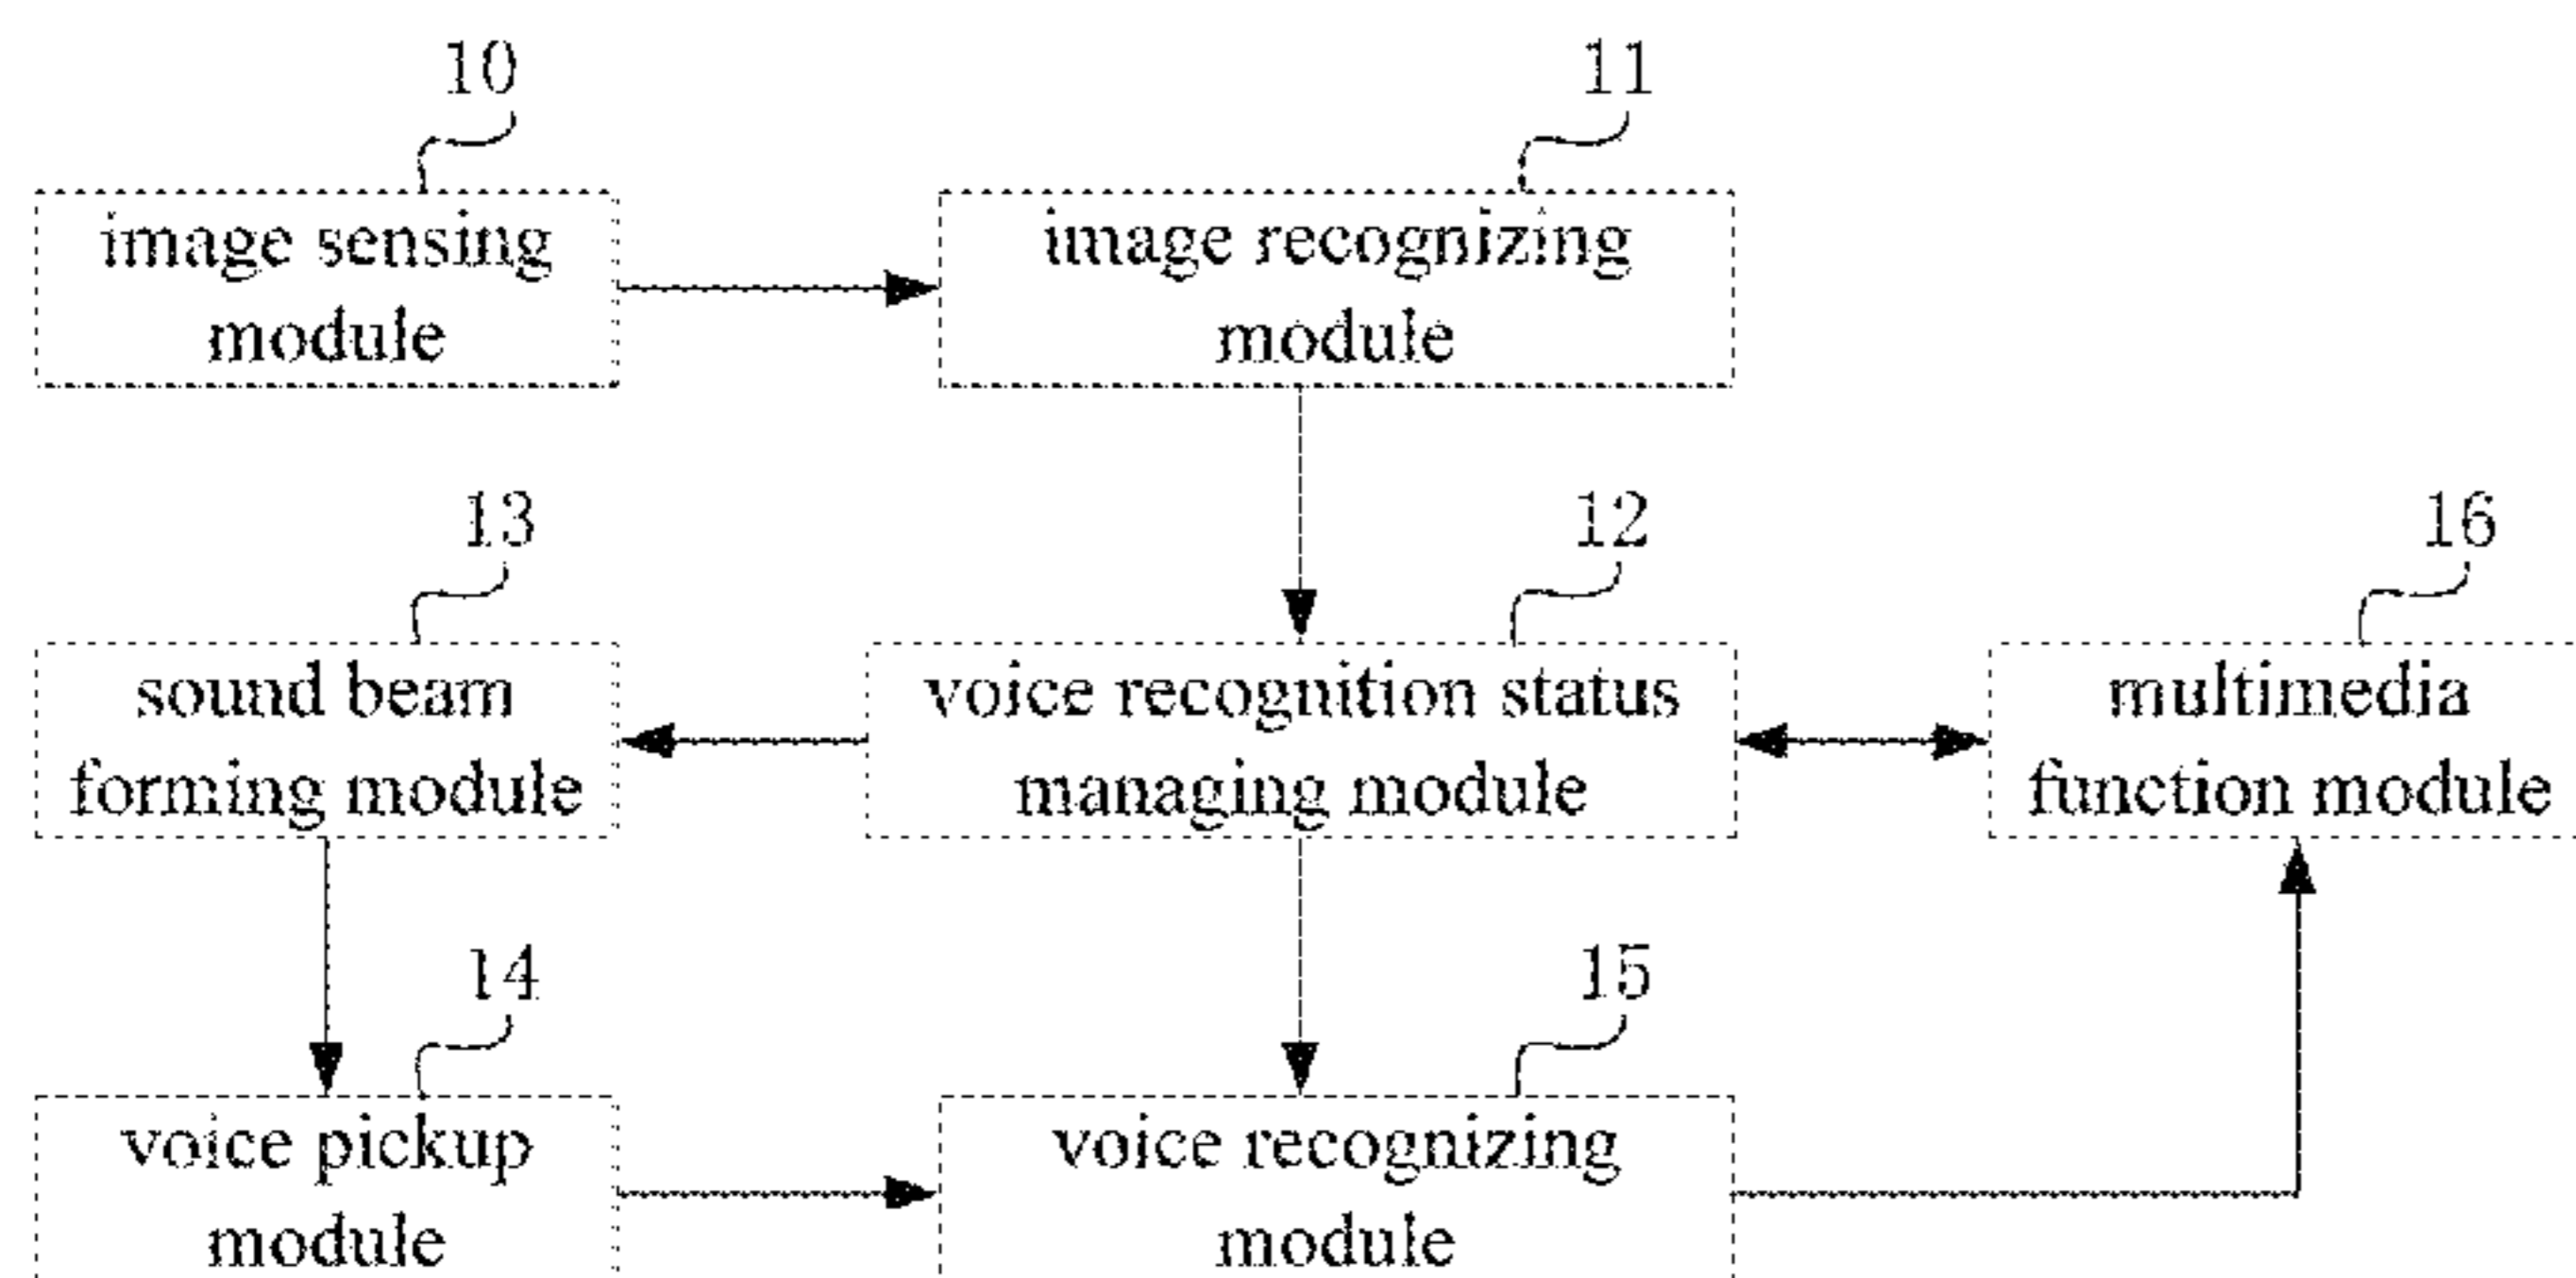 10
11
image sensing
module
image recognizing
module
13
12
16
sound beam
forming module
voice recognition status
managing module
multimedia
function module
14
15
voice pickup
module
voice recognizing
module